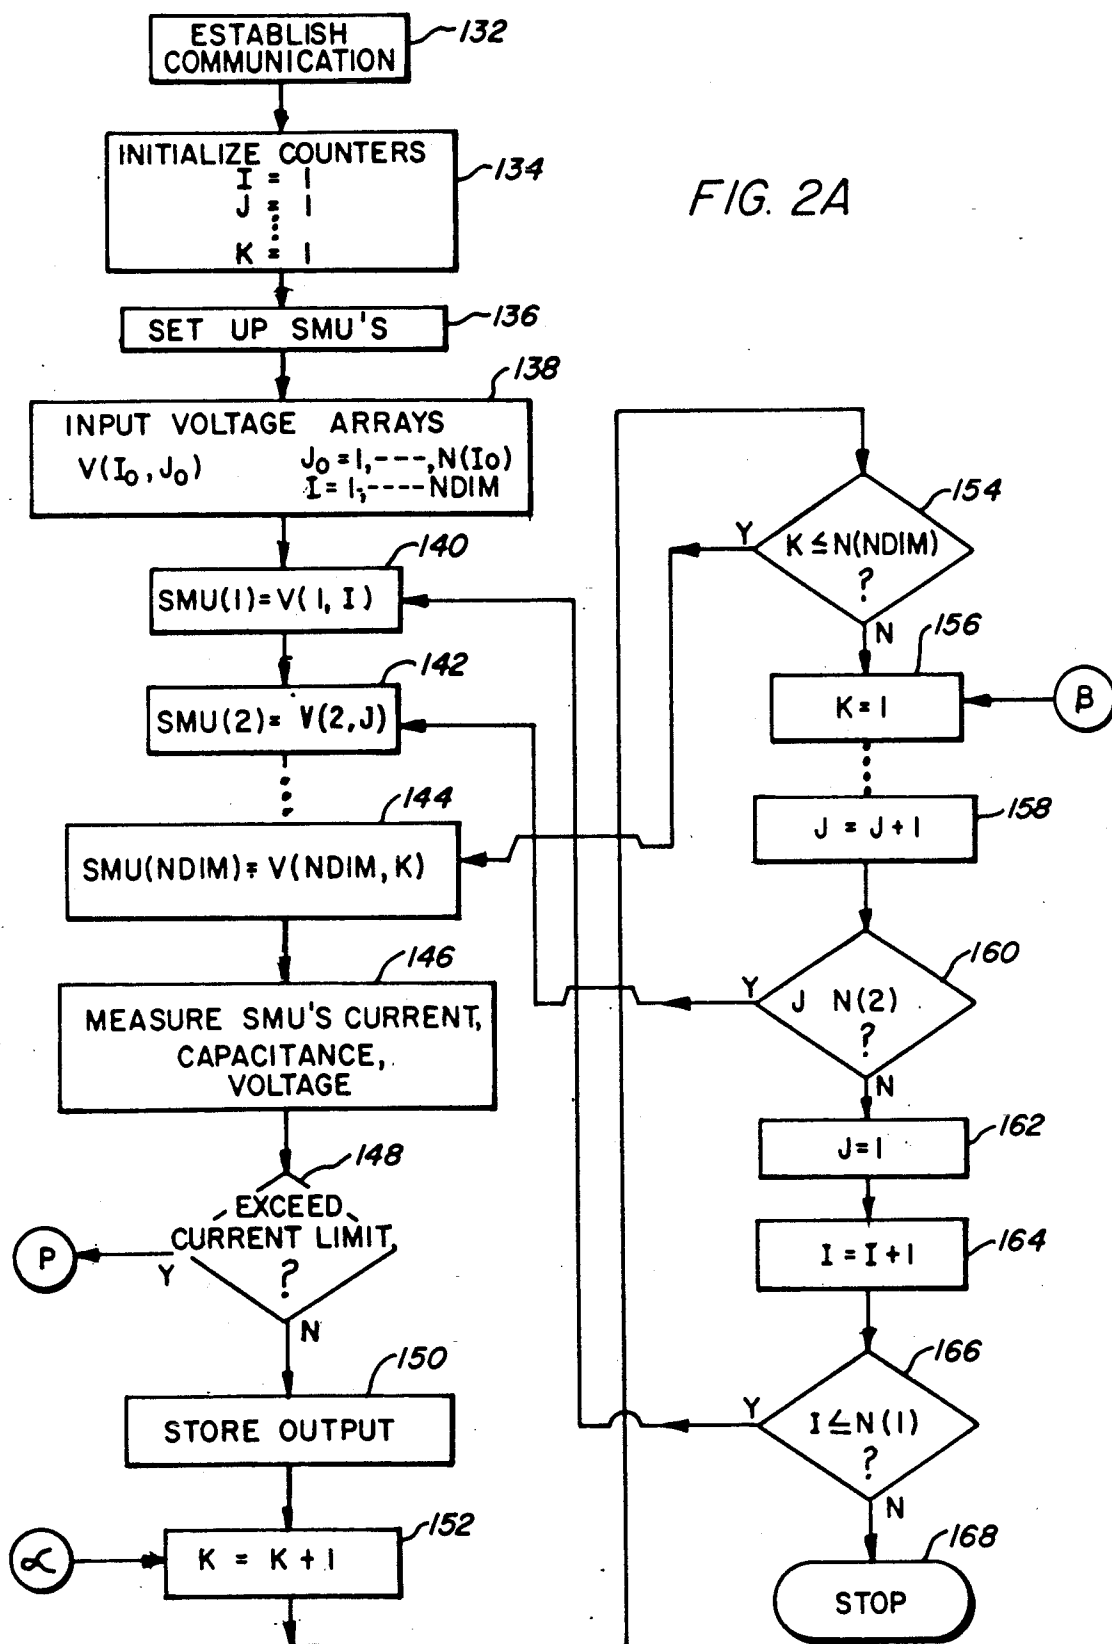 ESTABLISH
COMMUNICATION
132
INITIALIZE COUNTERS
I = 1
J = 1
K = 1
134
FIG. 2A
SET UP SMU'S
136
138
INPUT VOLTAGE ARRAYS
V(I₀, J₀) J₀ = 1, ---, N(I₀)
I = 1, ---- NDIM
140
SMU(1) = V(1, I)
142
SMU(2) = V(2, J)
144
SMU(NDIM) = V(NDIM, K)
146
MEASURE SMU'S CURRENT,
CAPACITANCE,
VOLTAGE
148
EXCEED
CURRENT LIMIT
?
Y
P
N
150
STORE OUTPUT
152
K = K + 1
∝
154
K ≤ N(NDIM)
?
Y
N
156
K = 1
β
158
J = J + 1
160
J N(2)
?
Y
N
162
J = 1
164
I = I + 1
166
I ≤ N(1)
?
Y
N
168
STOP